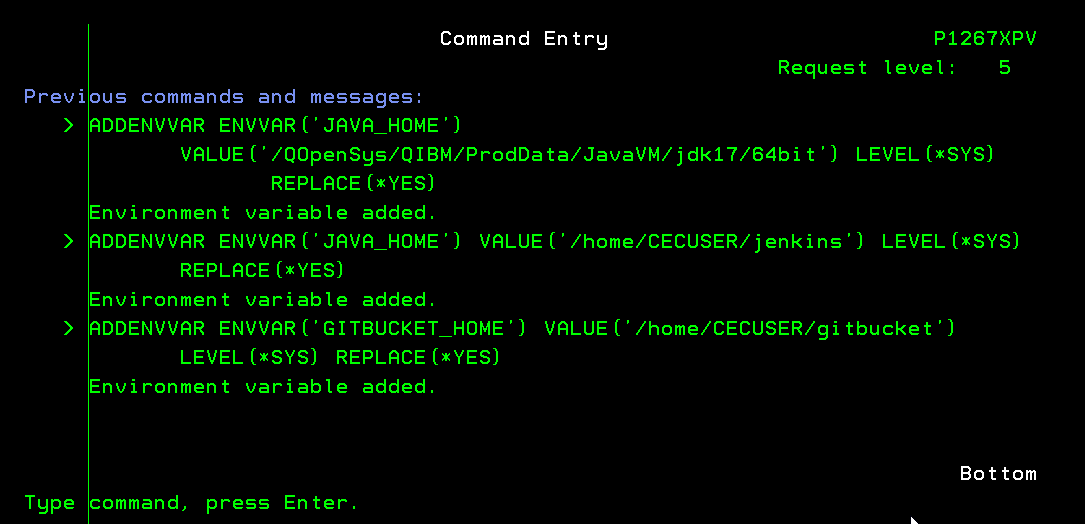 Command Entry P1267XPV
Request level: 5
Previous commands and messages:
> ADDENVVAR ENVVAR('JAVA_HOME')
VALUE('/QOpenSys/QIBM/ProdData/JavaVM/jdk17/64bit') LEVEL(*SYS)
REPLACE(*YES)
Environment variable added.
> ADDENVVAR ENVVAR('JAVA_HOME') VALUE('/home/CECUSER/jenkins') LEVEL(*SYS)
REPLACE(*YES)
Environment variable added.
> ADDENVVAR ENVVAR('GITBUCKET_HOME') VALUE('/home/CECUSER/gitbucket')
LEVEL(*SYS) REPLACE(*YES)
Environment variable added.
Bottom
Type command, press Enter.